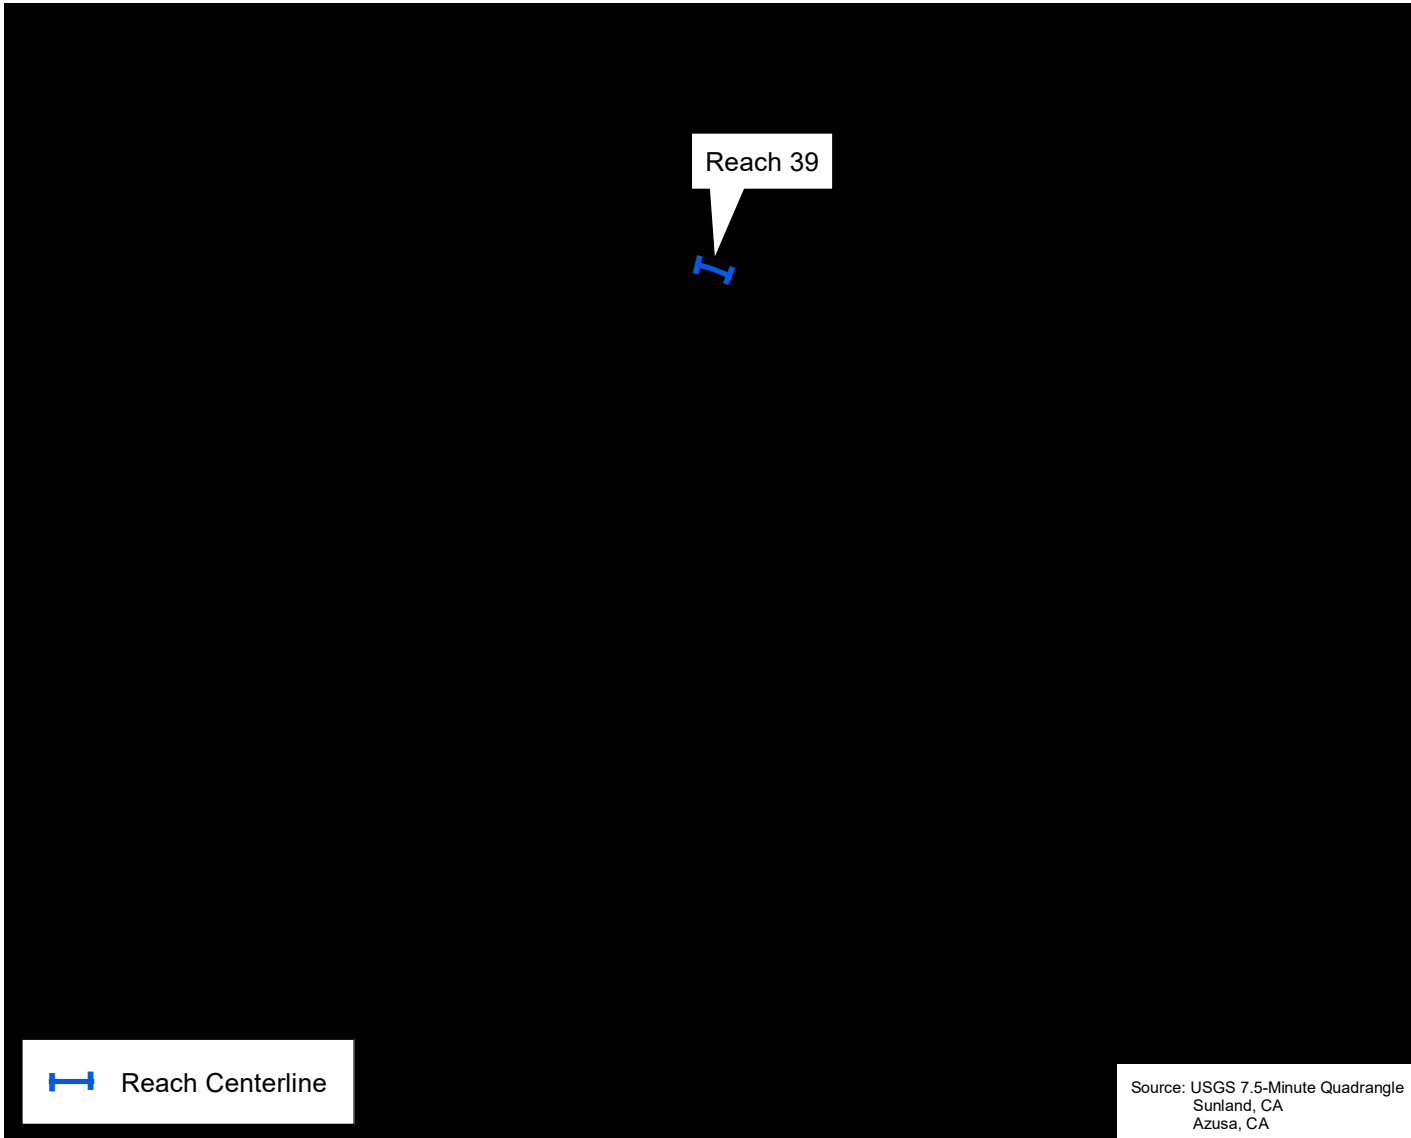 Reach 39
Reach Centerline
Source: USGS 7.5-Minute Quadrangle
Sunland, CA
Azusa, CA